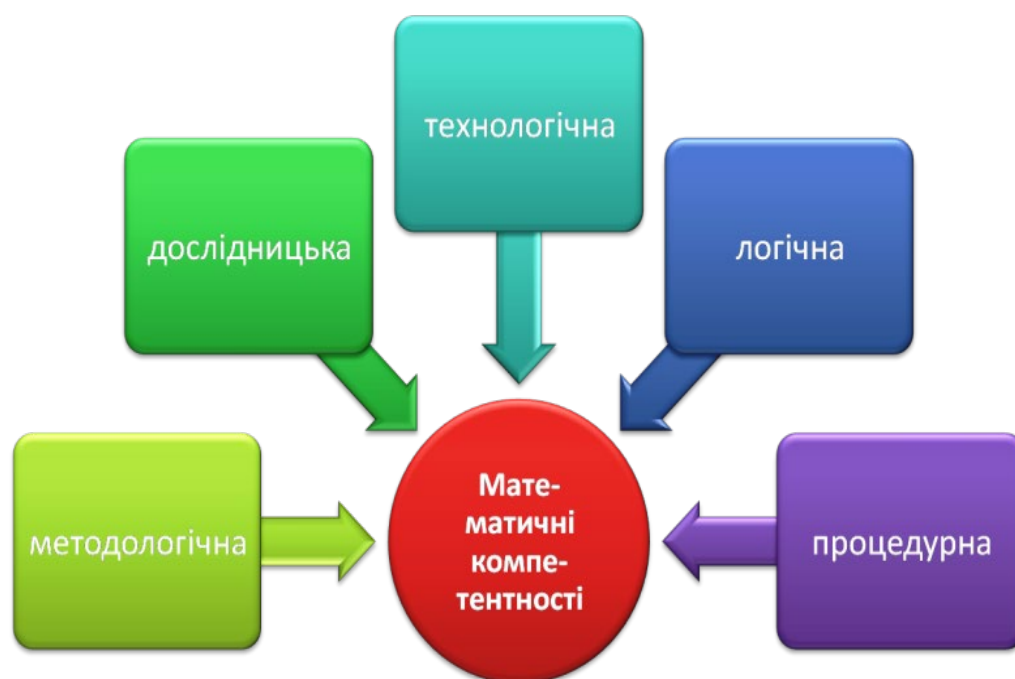 технологічна
дослідницька
логічна
Мате-
матичні
компе-
тентності
методологічна
процедурна